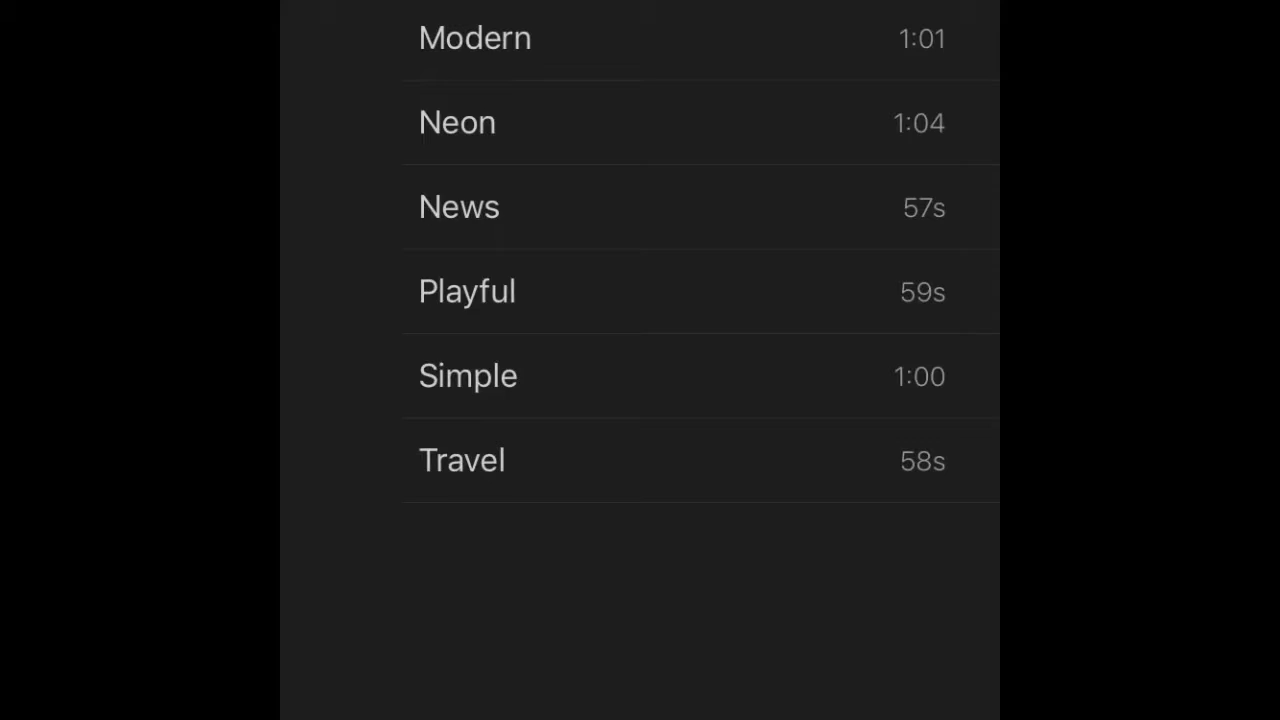 Modern 1:01
Neon 1:04
News 57s
Playful 59s
Simple 1:00
Travel 58s